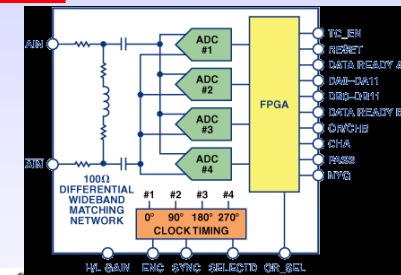 AIN
ADC
#1
ADC
#2
ADC
#3
ADC
#4
FPGA
TC_EN
RESET
DATA READY A
DA0–DA11
DB0–DB11
DATA READY B
OR/CHB
CHA
PASS
AIN
100Ω
DIFFERENTIAL
WIDEBAND
MATCHING
NETWORK
#1 #2 #3 #4
0° 90° 180° 270°
CLOCK TIMING
H/L GAIN ENC SYNC OR_SEL